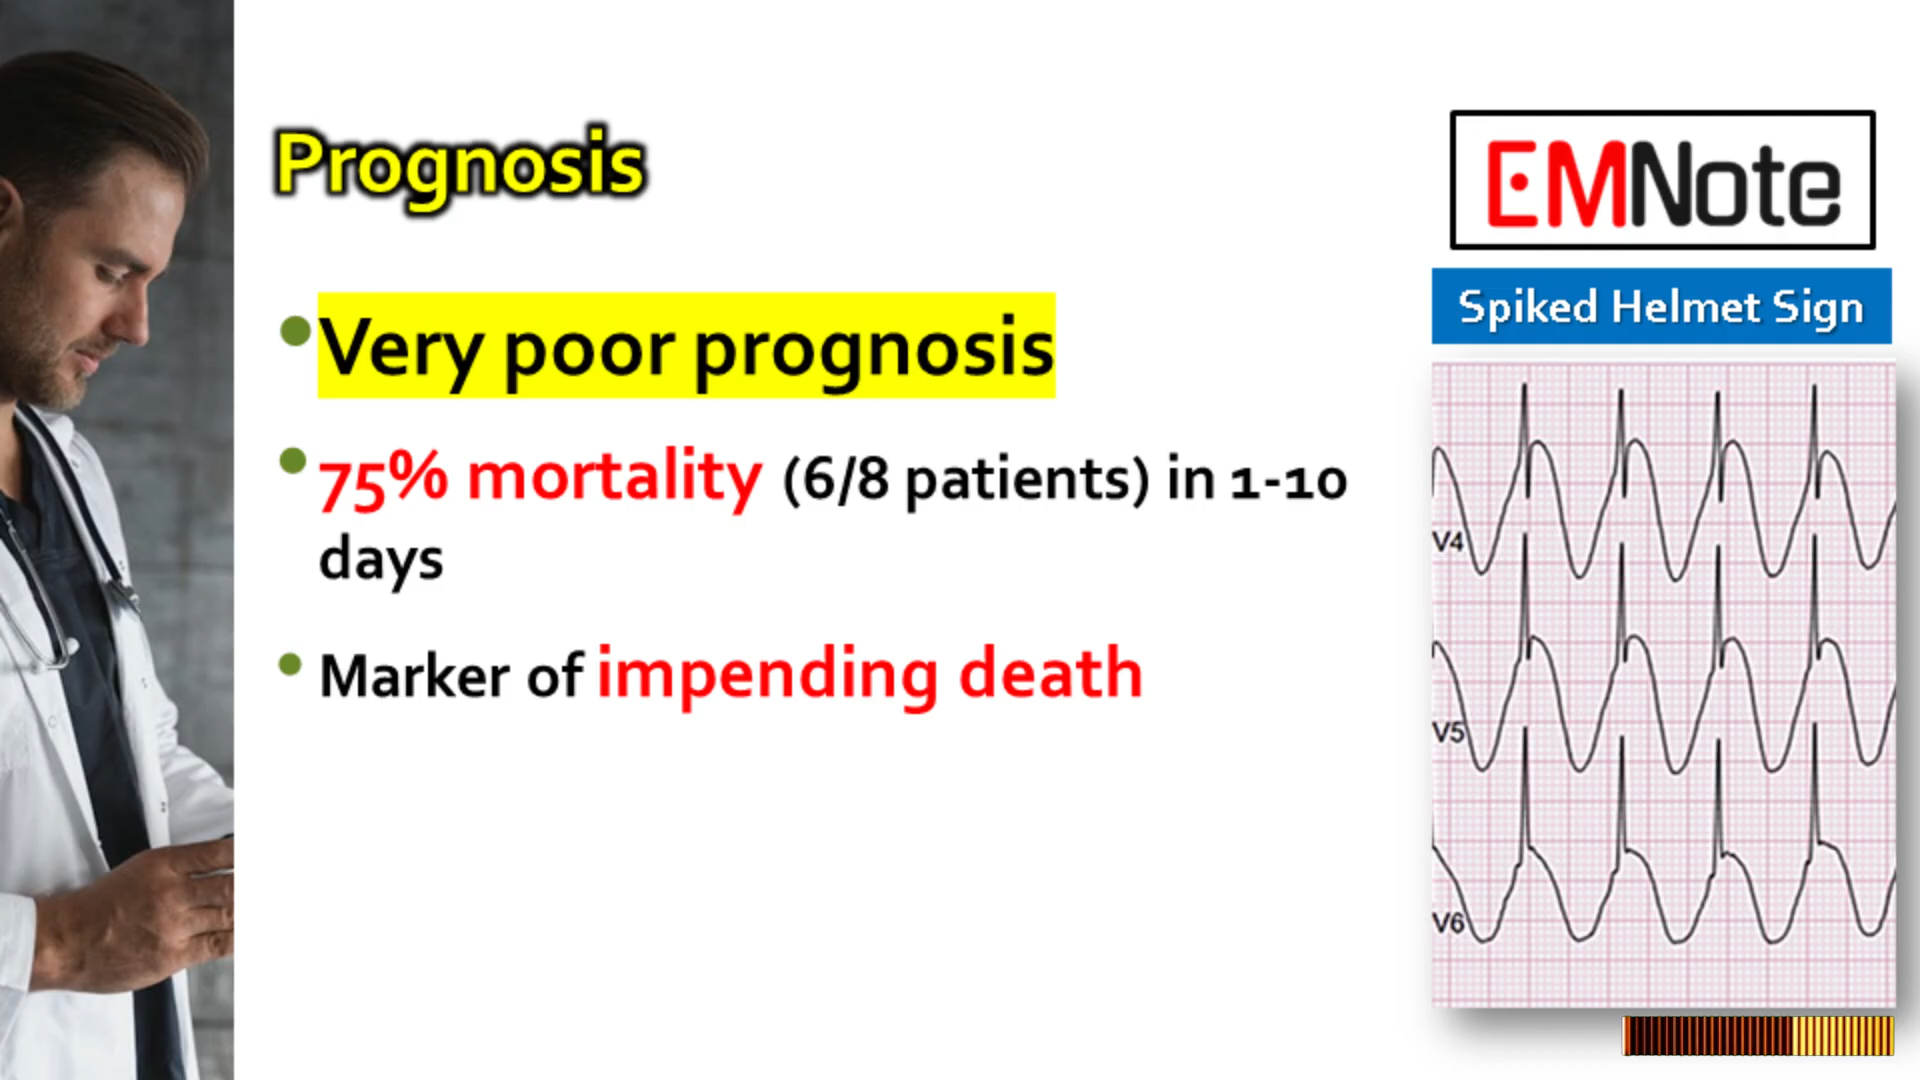 Prognosis
Very poor prognosis
75% mortality (6/8 patients) in 1-10
days
Marker of impending death
EMNote
Spiked Helmet Sign
V4
V5
V6